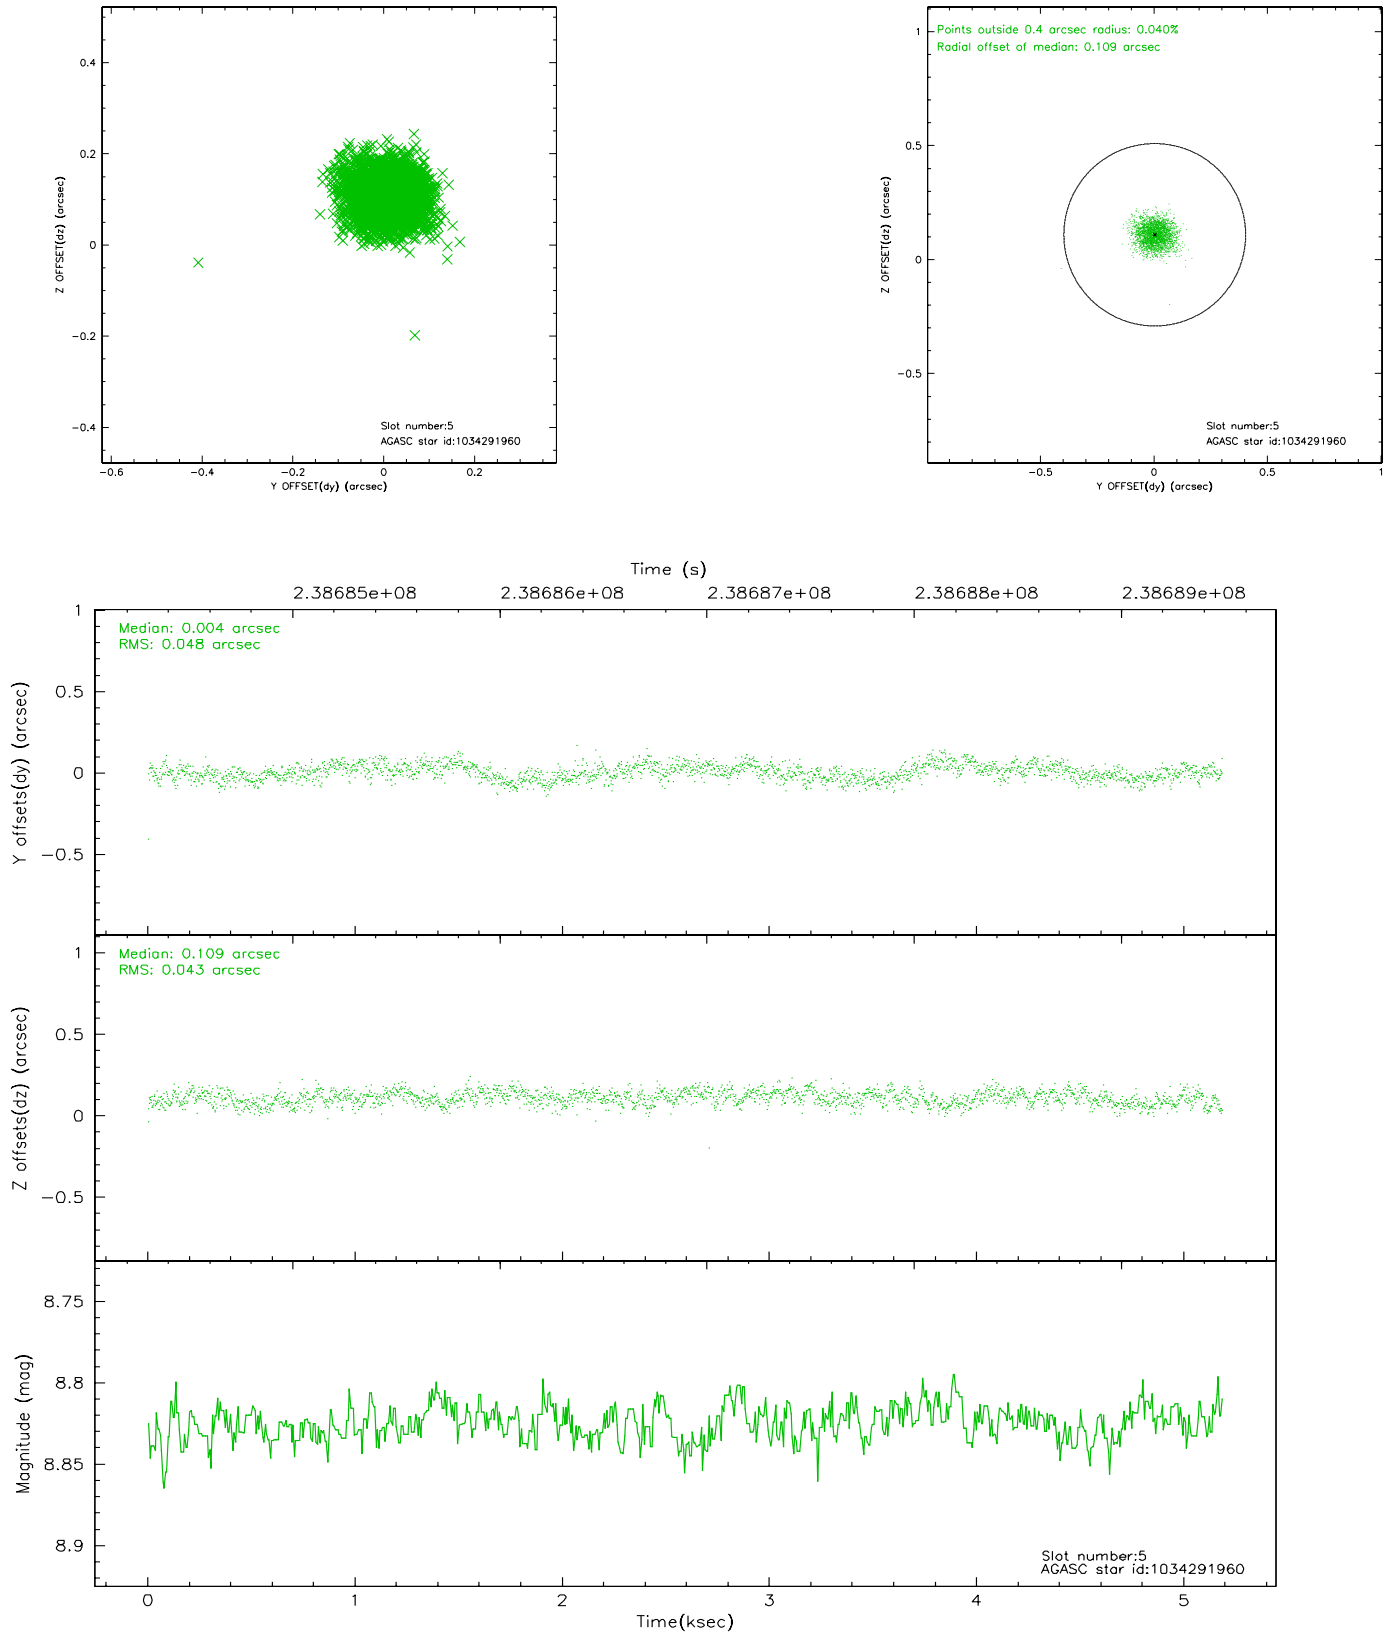 0.4
0.2
0
−0.2
−0.4
Z OFFSET(dz) (arcsec)
Slot number:5
AGASC star id:1034291960
−0.6
−0.4
−0.2
0
0.2
Y OFFSET(dy) (arcsec)
Points outside 0.4 arcsec radius: 0.040%
Radial offset of median: 0.109 arcsec
1
0.5
0
−0.5
Z OFFSET(dz) (arcsec)
Slot number:5
AGASC star id:1034291960
−0.5
0
0.5
1
Y OFFSET(dy) (arcsec)
Time (s)
2.38685e+08
2.38686e+08
2.38687e+08
2.38688e+08
2.38689e+08
Median: 0.004 arcsec
RMS: 0.048 arcsec
1
0.5
0
−0.5
Y offsets(dy) (arcsec)
Median: 0.109 arcsec
RMS: 0.043 arcsec
1
0.5
0
−0.5
Z offsets(dz) (arcsec)
8.75
8.8
8.85
8.9
Magnitude (mag)
Slot number:5
AGASC star id:1034291960
0
1
2
3
4
5
Time(ksec)